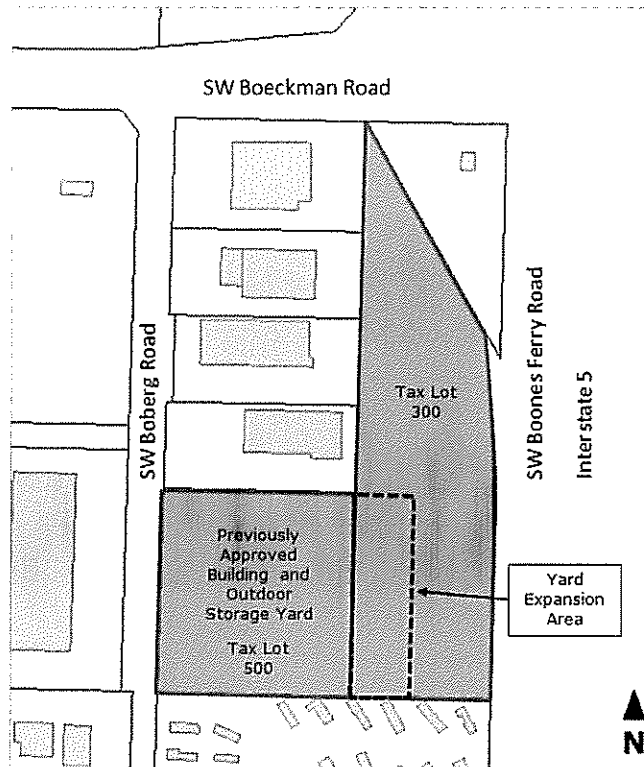 SW Boeckman Road
SW Boberg Road
Tax Lot
300
SW Boones Ferry Road
Interstate 5
Previously
Approved
Building and
Outdoor
Storage Yard
Tax Lot
500
Yard
Expansion
Area
N